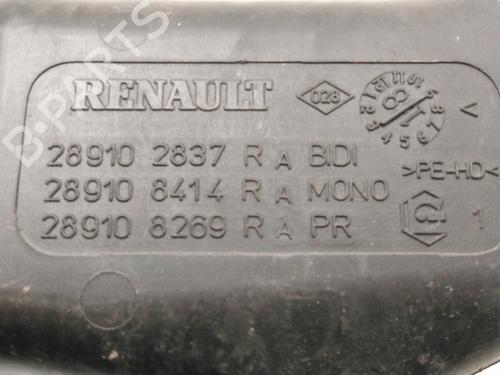 B-PARTS
RENAULT
028
28910 2837 R A BIDI
28910 8414 R A MONO
28910 8269 R A PR
>PE-HD<
1